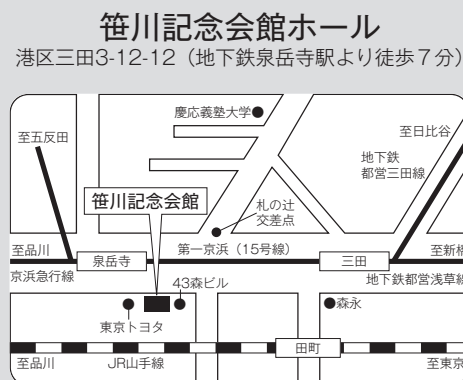 笹川記念会館ホール
港区三田3-12-12（地下鉄泉岳寺駅より徒歩７分）
慶応義塾大学
至五反田
至日比谷
地下鉄
都営三田線
笹川記念会館
札の辻
交差点
至品川
泉岳寺
第一京浜（15号線）
三田
至新橋
京浜急行線
43森ビル
地下鉄都営浅草線
森永
東京トヨタ
田町
至品川
JR山手線
至東京